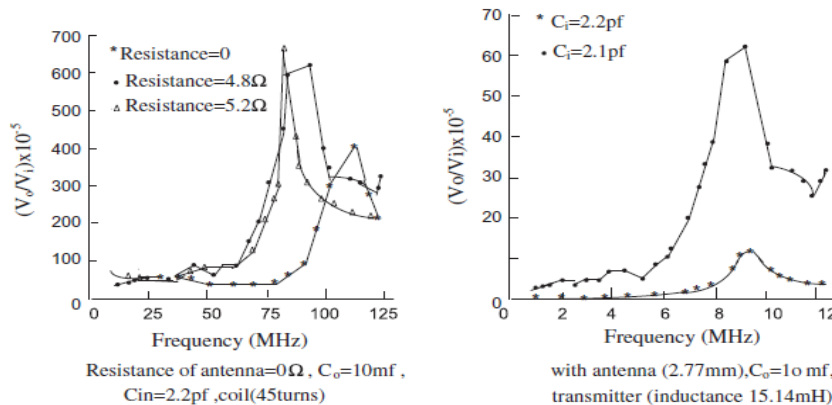 700
600
500
400
300
200
100
0
(Vo/Vi)x10-5
*Resistance=0
Resistance=4.8Ω
Resistance=5.2Ω
0 25 50 75 100 125
Frequency (MHz)
Resistance of antenna=0Ω , Co=10mf ,
Cin=2.2pf ,coil(45turns)
70
60
50
40
30
20
10
0
(Vo/Vi)x10-5
* Ci=2.2pf
Ci=2.1pf
0 2 4 6 8 10 12
Frequency (MHz)
with antenna (2.77mm),Co=1o mf,
transmitter (inductance 15.14mH)